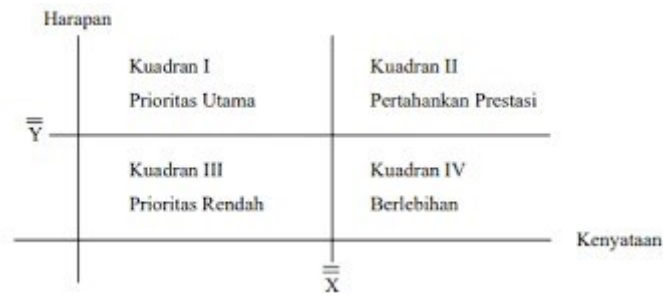 Harapan
Kuadran I
Prioritas Utama
Kuadran II
Pertahankan Prestasi
Y
Kuadran III
Prioritas Rendah
Kuadran IV
Berlebihan
Kenyataan
X